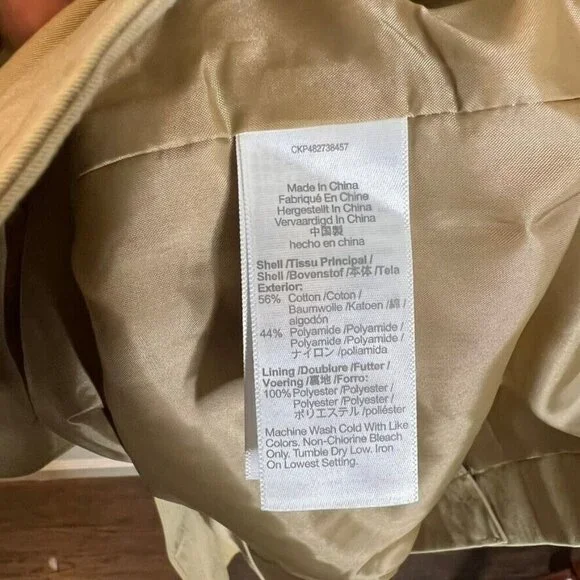 CKP482738457
Made In China
Fabriqué En Chine
Hergestellt In China
Vervaardigd In China
中国製
hecho en china
Shell /Tissu Principal /
Shell /Bovenstof /本体 /Tela
Exterior:
56% Cotton /Coton /
Baumwolle /Katoen /綿 /
algodón
44% Polyamide /Polyamide /
Polyamide /Polyamide /
ナイロン /poliamida
Lining /Doublure /Futter /
Voering /裏地 /Forro:
100% Polyester /Polyester /
Polyester /Polyester /
ポリエステル /poliéster
Machine Wash Cold With Like
Colors. Non-Chlorine Bleach
Only. Tumble Dry Low. Iron
On Lowest Setting.